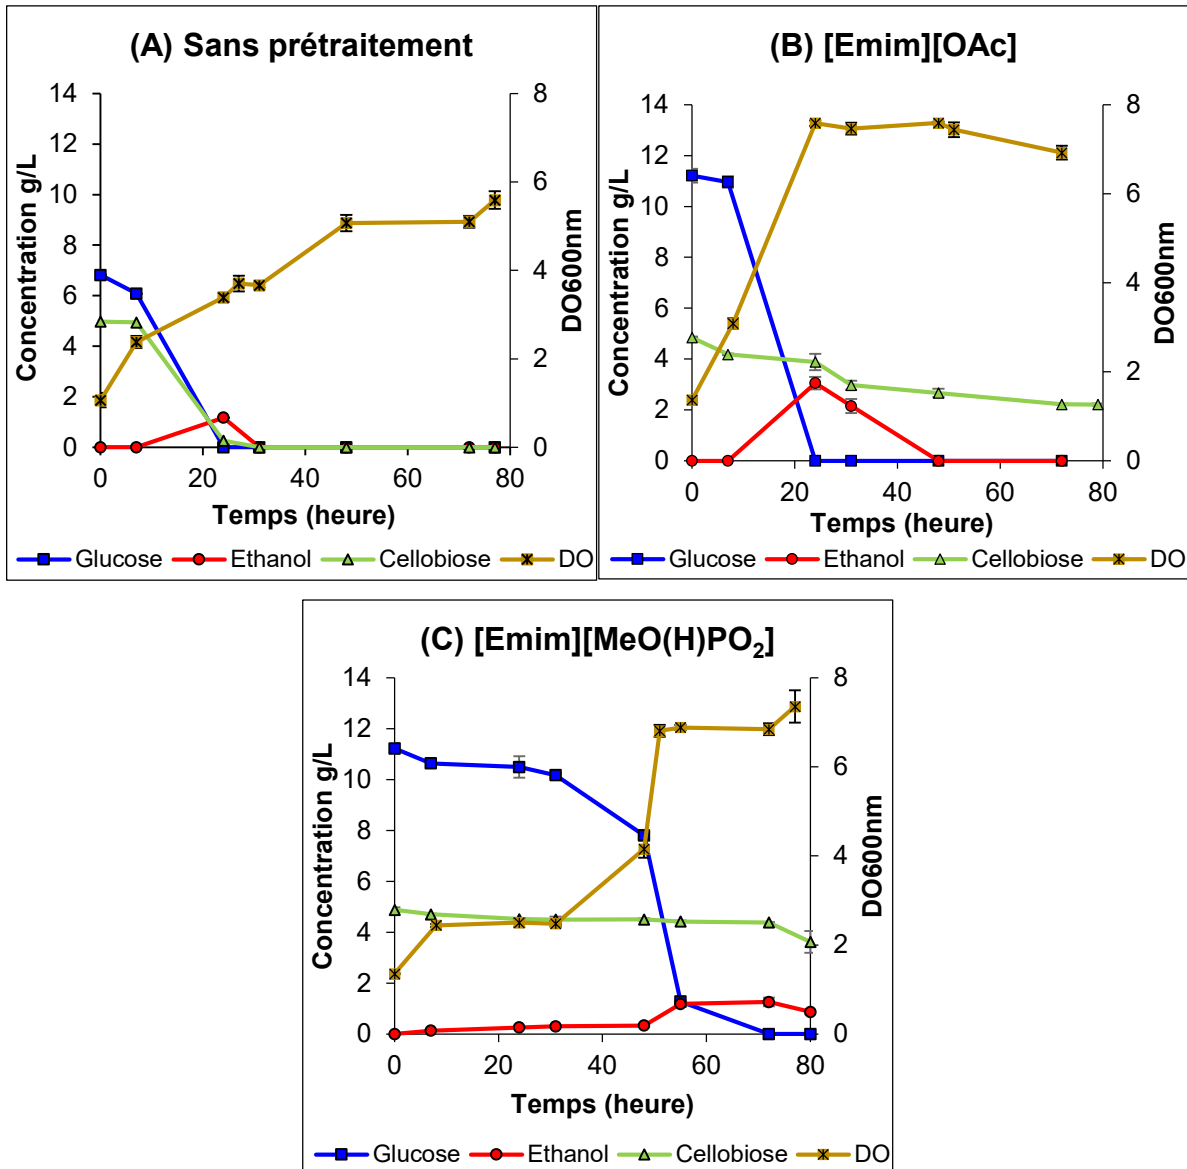 (A) Sans prétraitement
Concentration g/L
14
12
10
8
6
4
2
0
8
6
4
2
0
DO600nm
0 20 40 60 80
Temps (heure)
Glucose Ethanol Cellobiose DO
(B) [Emim][OAc]
Concentration g/L
14
12
10
8
6
4
2
0
8
6
4
2
0
DO600nm
0 20 40 60 80
Temps (heure)
Glucose Ethanol Cellobiose DO
(C) [Emim][MeO(H)PO₂]
Concentration g/L
14
12
10
8
6
4
2
0
8
6
4
2
0
DO600nm
0 20 40 60 80
Temps (heure)
Glucose Ethanol Cellobiose DO